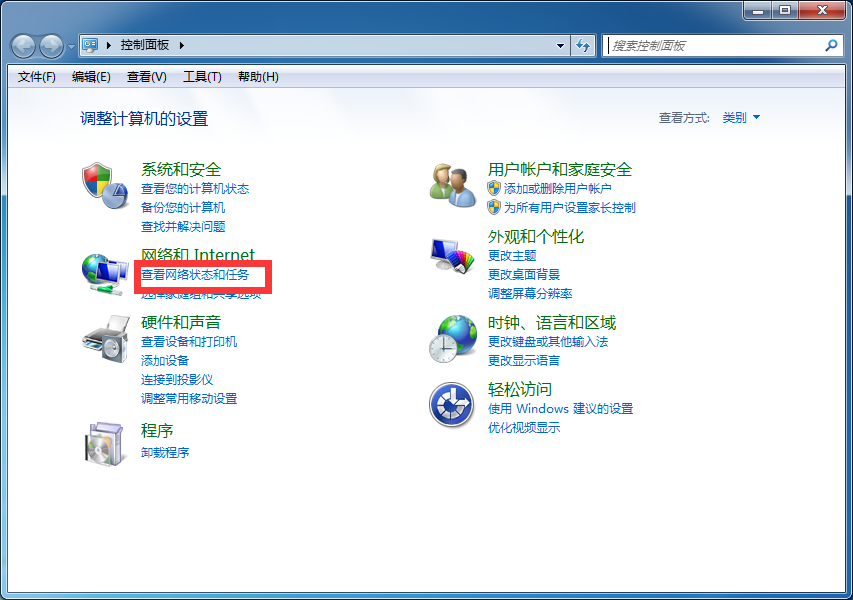 控制面板
搜索控制面板
文件(F) 编辑(E) 查看(V) 工具(T) 帮助(H)
调整计算机的设置
查看方式: 类别
系统和安全
查看您的计算机状态
备份您的计算机
查找并解决问题
网络和 Internet
查看网络状态和任务
选择家庭组和共享选项
硬件和声音
查看设备和打印机
添加设备
连接到投影仪
调整常用移动设置
程序
卸载程序
用户帐户和家庭安全
添加或删除用户帐户
为所有用户设置家长控制
外观和个性化
更改主题
更改桌面背景
调整屏幕分辨率
时钟、语言和区域
更改键盘或其他输入法
更改显示语言
轻松访问
使用 Windows 建议的设置
优化视频显示